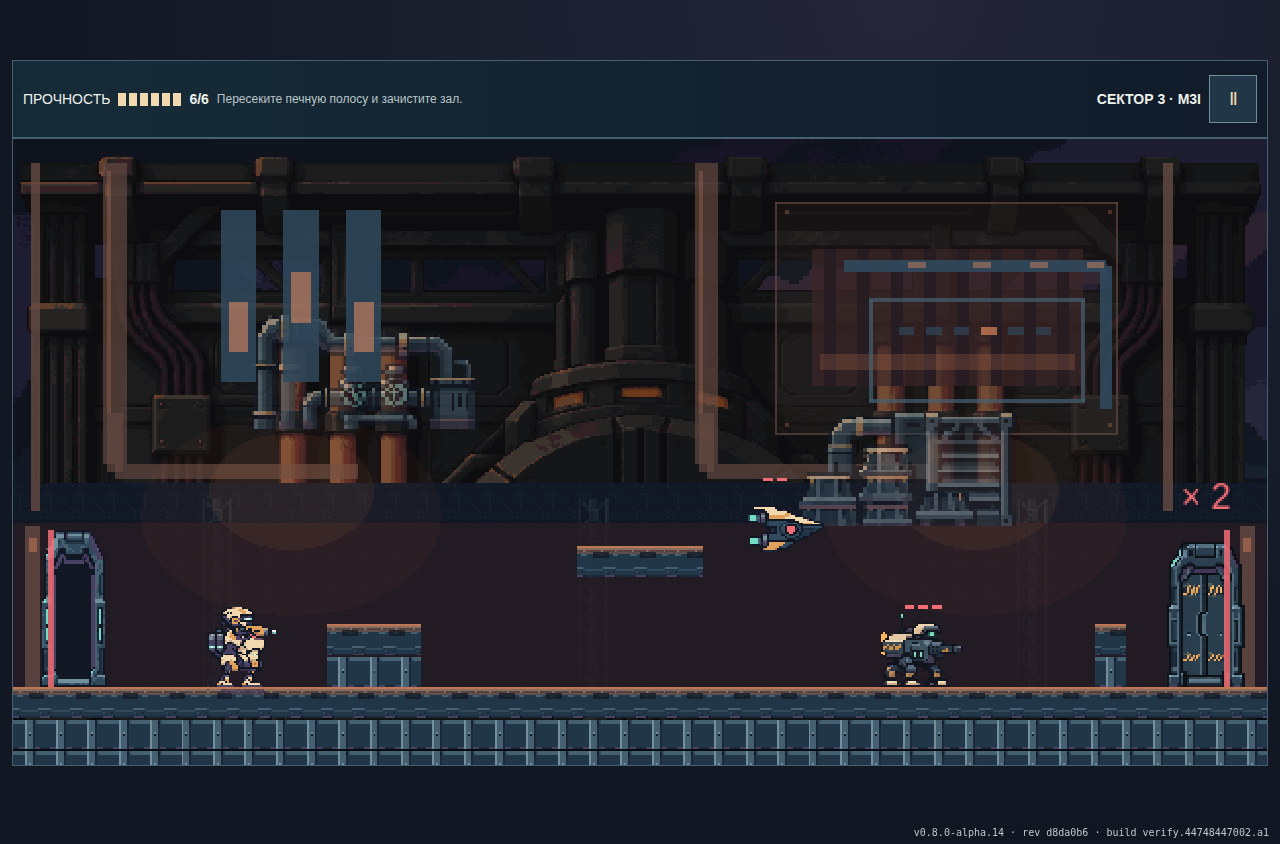 ПРОЧНОСТЬ 6/6 Пересеките печную полосу и зачистите зал.
СЕКТОР 3 · М3І
× 2
v0.8.0-alpha.14 · rev d8da0b6 · build verify.44748447002.a1